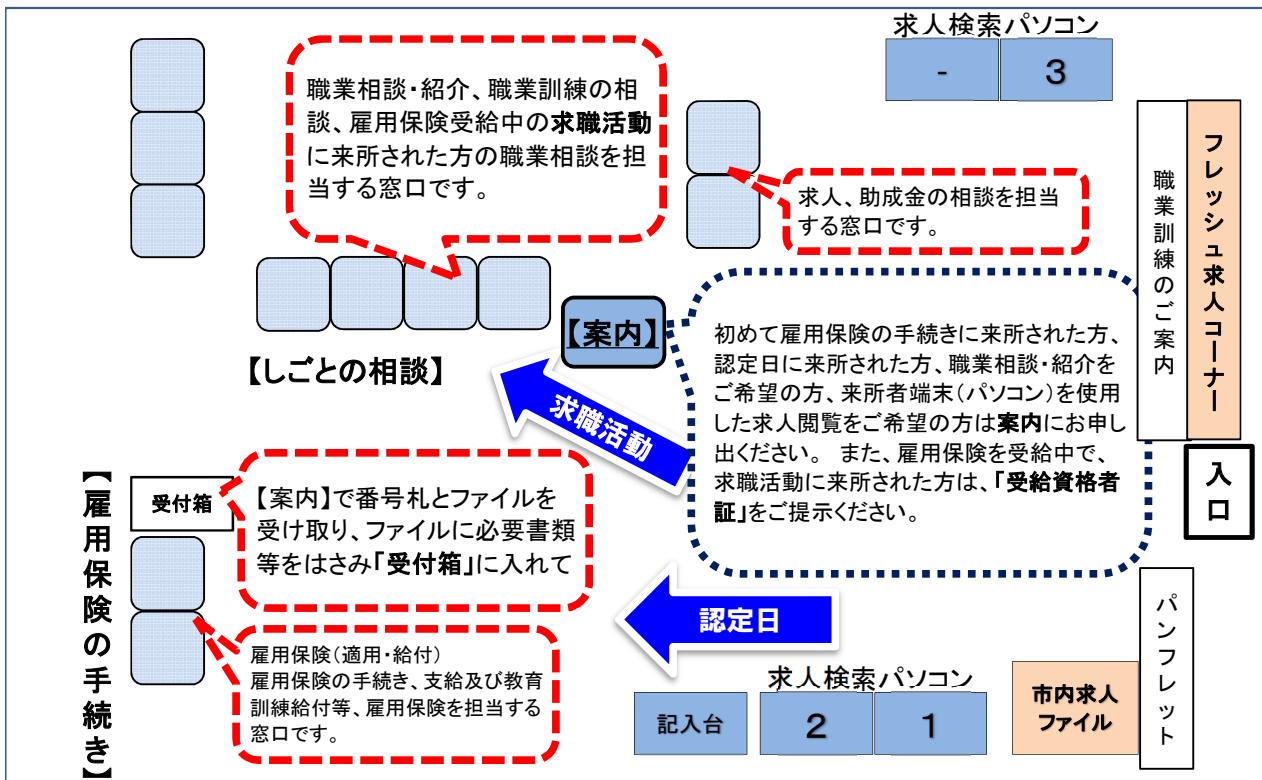 求人検索パソコン
-
３
職業相談・紹介、職業訓練の相
談、雇用保険受給中の求職活動
に来所された方の職業相談を担
当する窓口です。
求人、助成金の相談を担当
する窓口です。
職業訓練のご案内
フレッシュ求人コーナー
【案内】
初めて雇用保険の手続きに来所された方、
認定日に来所された方、職業相談・紹介を
ご希望の方、来所者端末（パソコン）を使用
した求人閲覧をご希望の方は案内にお申し
出ください。 また、雇用保険を受給中で、
求職活動に来所された方は、「受給資格者
証」をご提示ください。
【しごとの相談】
求職活動
入口
【雇用保険の手続き】
受付箱
【案内】で番号札とファイルを
受け取り、ファイルに必要書類
等をはさみ「受付箱」に入れて
認定日
雇用保険（適用・給付）
雇用保険の手続き、支給及び教育
訓練給付等、雇用保険を担当する
窓口です。
求人検索パソコン
記入台
２
１
市内求人
ファイル
パンフレット